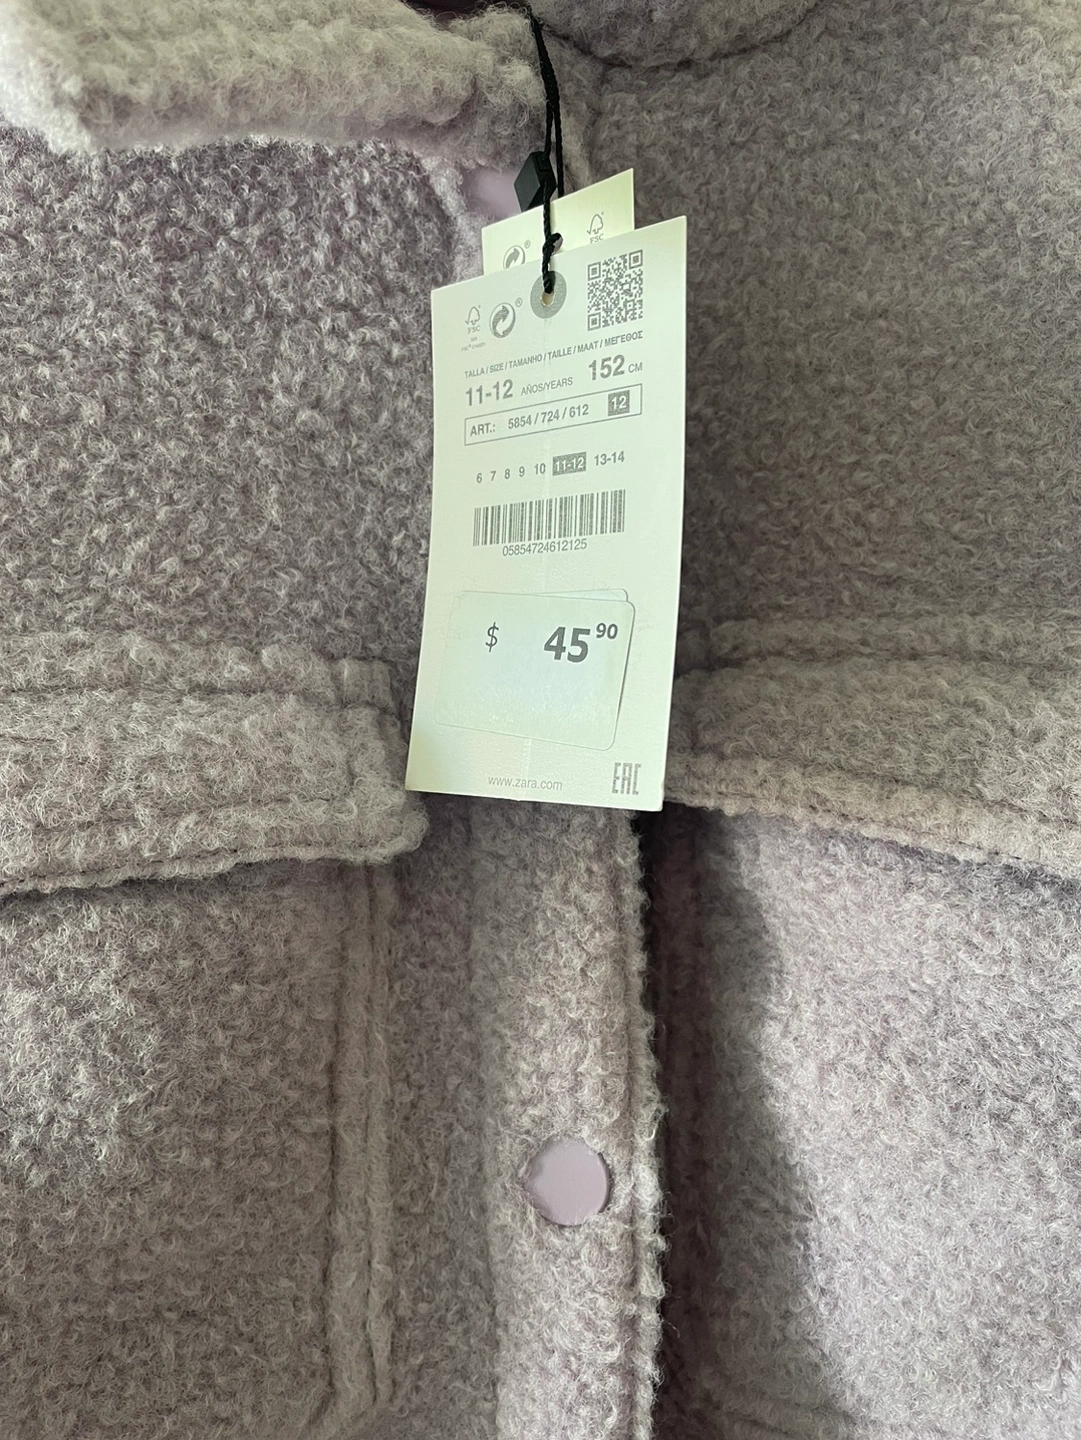 FSC
®
FSC
®
TALLA / SIZE / TAMANHO / TAILLE / MAAT / ΜΕΓΕΘΟΣ
11-12 AÑOS/YEARS 152 CM
ART.: 5854 / 724 / 612 12
6 7 8 9 10 11-12 13-14
05854724612125
$ 45 90
www.zara.com
EAC